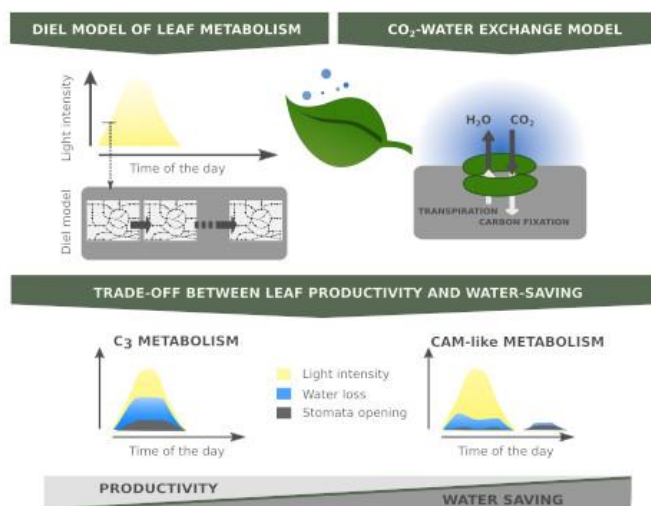 DIEL MODEL OF LEAF METABOLISM
CO₂-WATER EXCHANGE MODEL
Light intensity
Time of the day
Diel model
H₂O
CO₂
TRANSPIRATION
CARBON FIXATION
TRADE-OFF BETWEEN LEAF PRODUCTIVITY AND WATER-SAVING
C₃ METABOLISM
CAM-like METABOLISM
Light intensity
Water loss
Stomata opening
Time of the day
Time of the day
PRODUCTIVITY
WATER SAVING